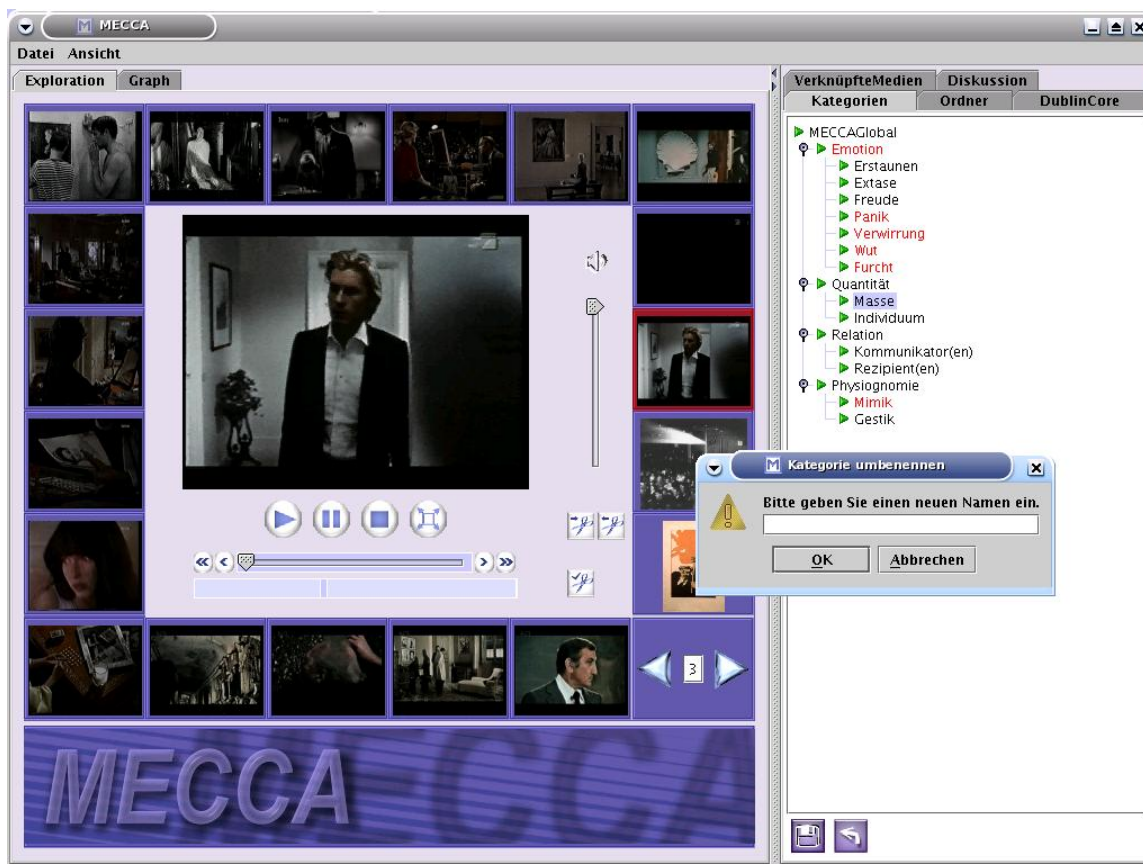 MECCA
Datei Ansicht
Exploration Graph
3
MECCA
VerknüpfteMedien Diskussion
Kategorien Ordner DublinCore
MECCAGlobal
Emotion
Erstaunen
Extase
Freude
Panik
Verwirrung
Wut
Furcht
Quantität
Masse
Individuum
Relation
Kommunikator(en)
Rezipient(en)
Physiognomie
Mimik
Gestik
Kategorie umbenennen
Bitte geben Sie einen neuen Namen ein.
OK Abbrechen